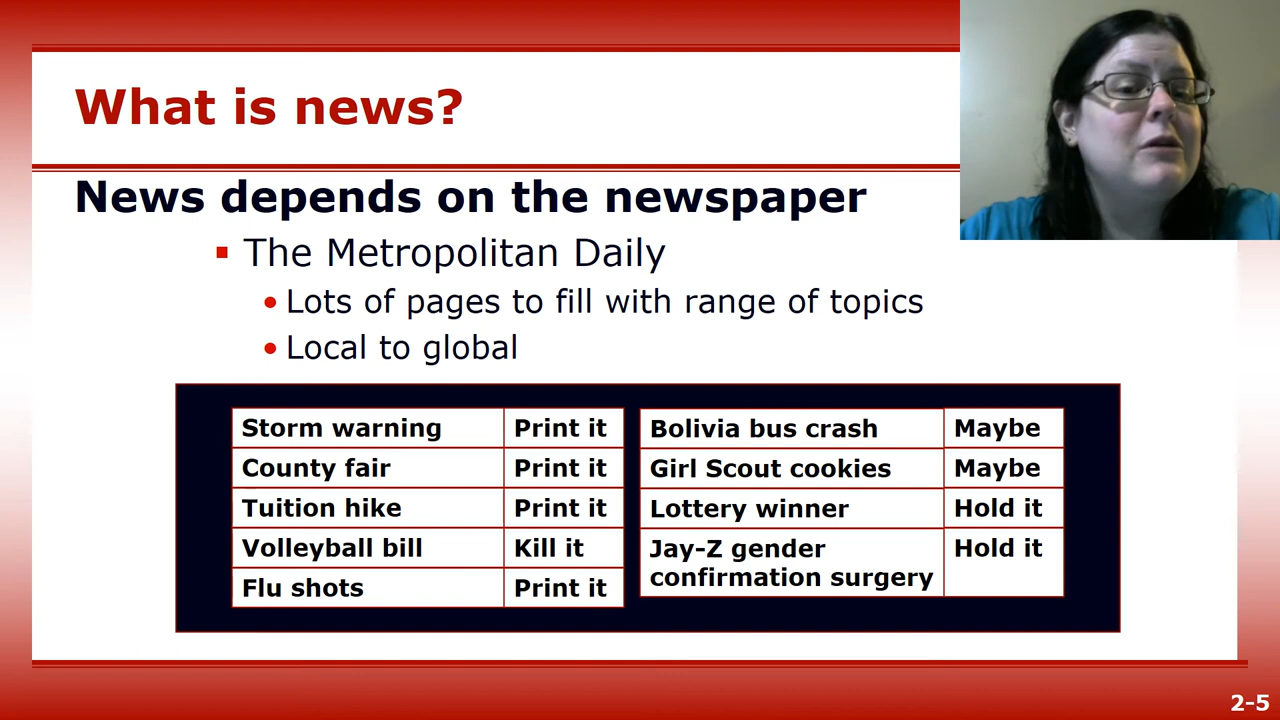 What is news?
News depends on the newspaper
The Metropolitan Daily
Lots of pages to fill with range of topics
Local to global
Storm warning Print it
County fair Print it
Tuition hike Print it
Volleyball bill Kill it
Flu shots Print it
Bolivia bus crash Maybe
Girl Scout cookies Maybe
Lottery winner Hold it
Jay-Z gender Hold it
confirmation surgery
2-5